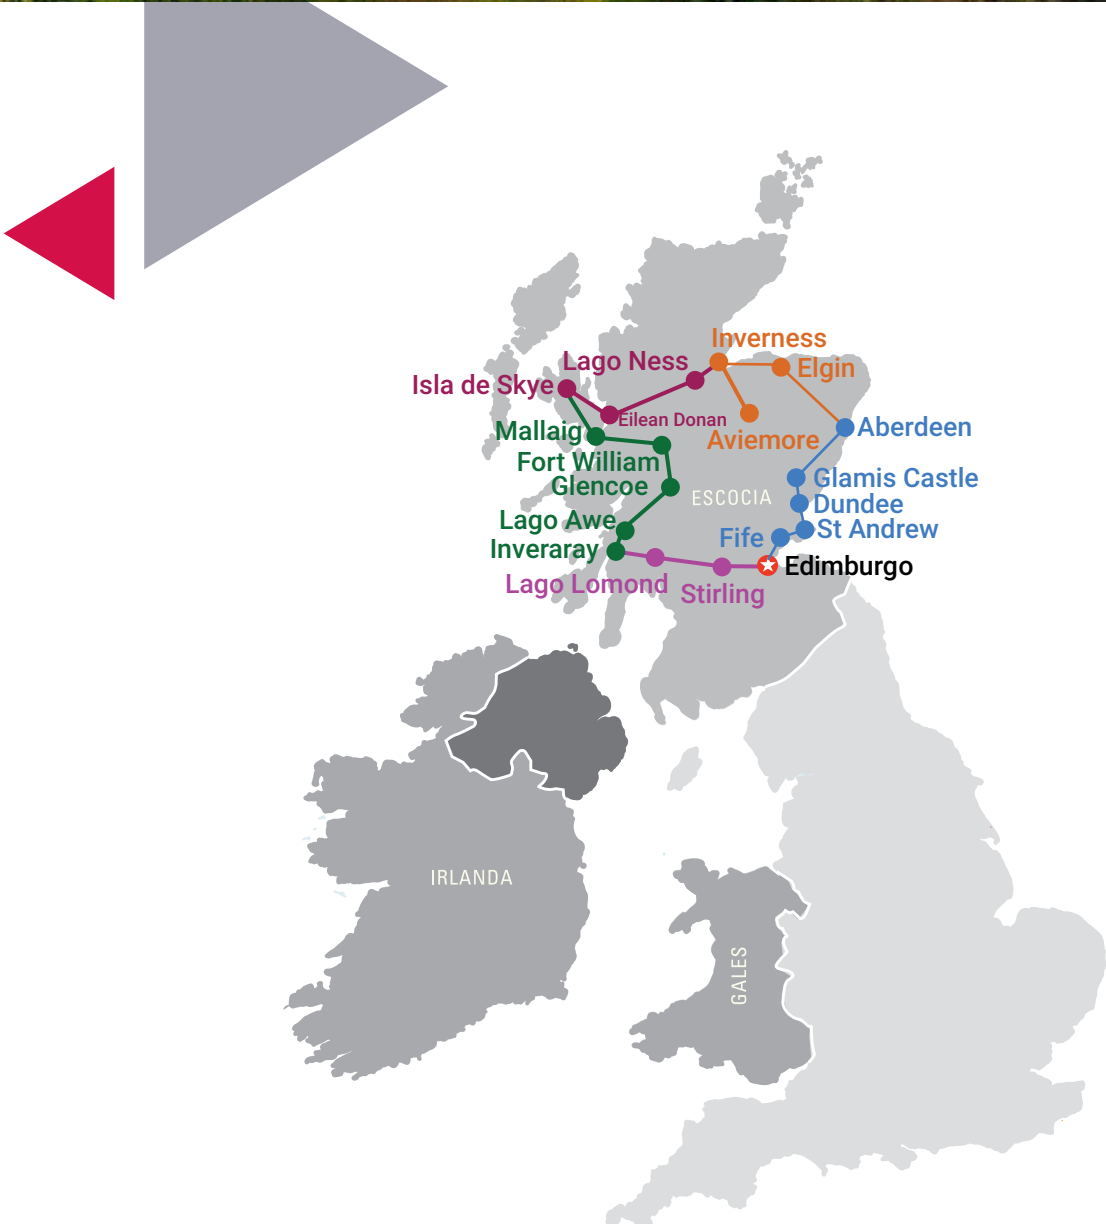 Inverness
Lago Ness
Elgin
Isla de Skye
Eilean Donan
Mallaig
Aviemore
Aberdeen
Fort William
Glencoe
Glamis Castle
ESCOCIA
Dundee
Lago Awe
St Andrew
Fife
Inveraray
Edimburgo
Lago Lomond
Stirling
IRLANDA
GALES